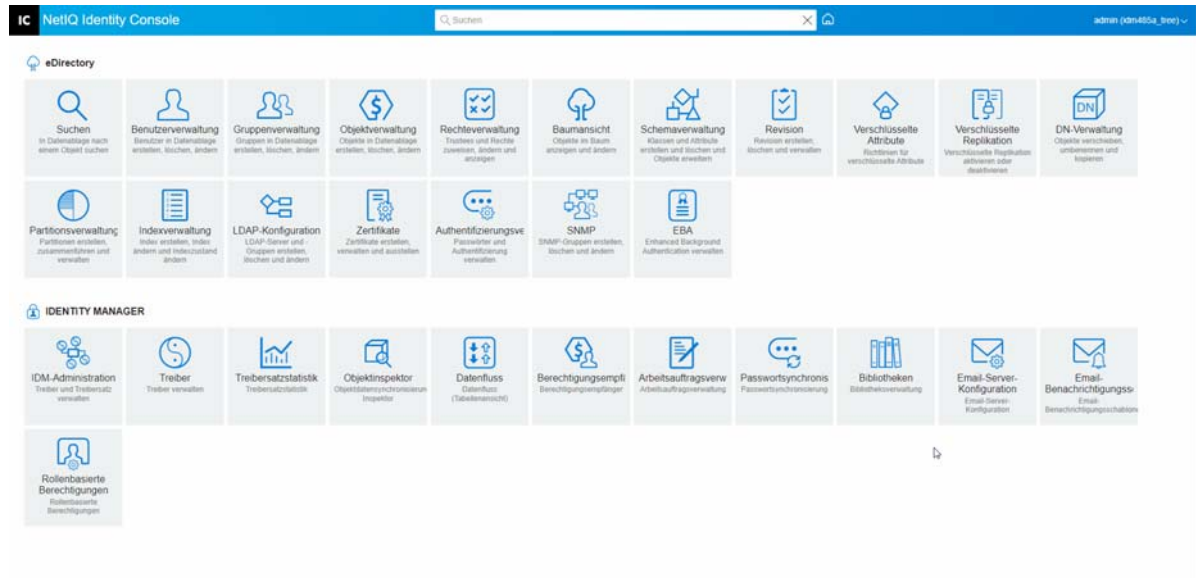 IC NetIQ Identity Console
Suchen
admin (idm485a_tree)
eDirectory
Suchen
In Datenablage nach
einem Objekt suchen
Benutzerverwaltung
Benutzer in Datenablage
erstellen, löschen, ändern
Gruppenverwaltung
Gruppen in Datenablage
erstellen, löschen, ändern
Objektverwaltung
Objekte in Datenablage
erstellen, löschen, ändern
Rechteverwaltung
Trustees und Rechte
zuweisen, ändern und
anzeigen
Baumansicht
Objekte im Baum
anzeigen und ändern
Schemaverwaltung
Klassen und Attribute
erstellen und löschen und
Objekte erweitern
Revision
Revision erstellen,
löschen und verwalten
Verschlüsselte
Attribute
Richtlinien für
verschlüsselte Attribute
Verschlüsselte
Replikation
Verschlüsselte Replikation
aktivieren oder
deaktivieren
DN-Verwaltung
Objekte verschieben,
umbenennen und
kopieren
Partitionsverwaltung
Partitionen erstellen,
zusammenführen und
verwalten
Indexverwaltung
Index erstellen, Index
ändern und Indexzustand
ändern
LDAP-Konfiguration
LDAP-Server und -
Gruppen erstellen,
löschen und ändern
Zertifikate
Zertifikate erstellen,
verwalten und ausstellen
Authentifizierungsve
Passwörter und
Authentifizierung
verwalten
SNMP
SNMP-Gruppen erstellen,
löschen und ändern
EBA
Enhanced Background
Authentication verwalten
IDENTITY MANAGER
IDM-Administration
Treiber und Treibersatz
verwalten
Treiber
Treiber verwalten
Treibersatzstatistik
Treibersatzstatistik
Objektinspektor
Objektdatensynchronisierun
Inspektor
Datenfluss
Datenfluss
(Tabellenansicht)
Berechtigungsempfi
Berechtigungsempfänger
Arbeitsauftragsverw
Arbeitsauftragsverwaltung
Passwortsynchronis
Passwortsynchronisierung
Bibliotheken
Bibliotheksverwaltung
Email-Server-
Konfiguration
Email-Server-
Konfiguration
Email-
Benachrichtigungss
Email-
Benachrichtigungsschablone
Rollenbasierte
Berechtigungen
Rollenbasierte
Berechtigungen